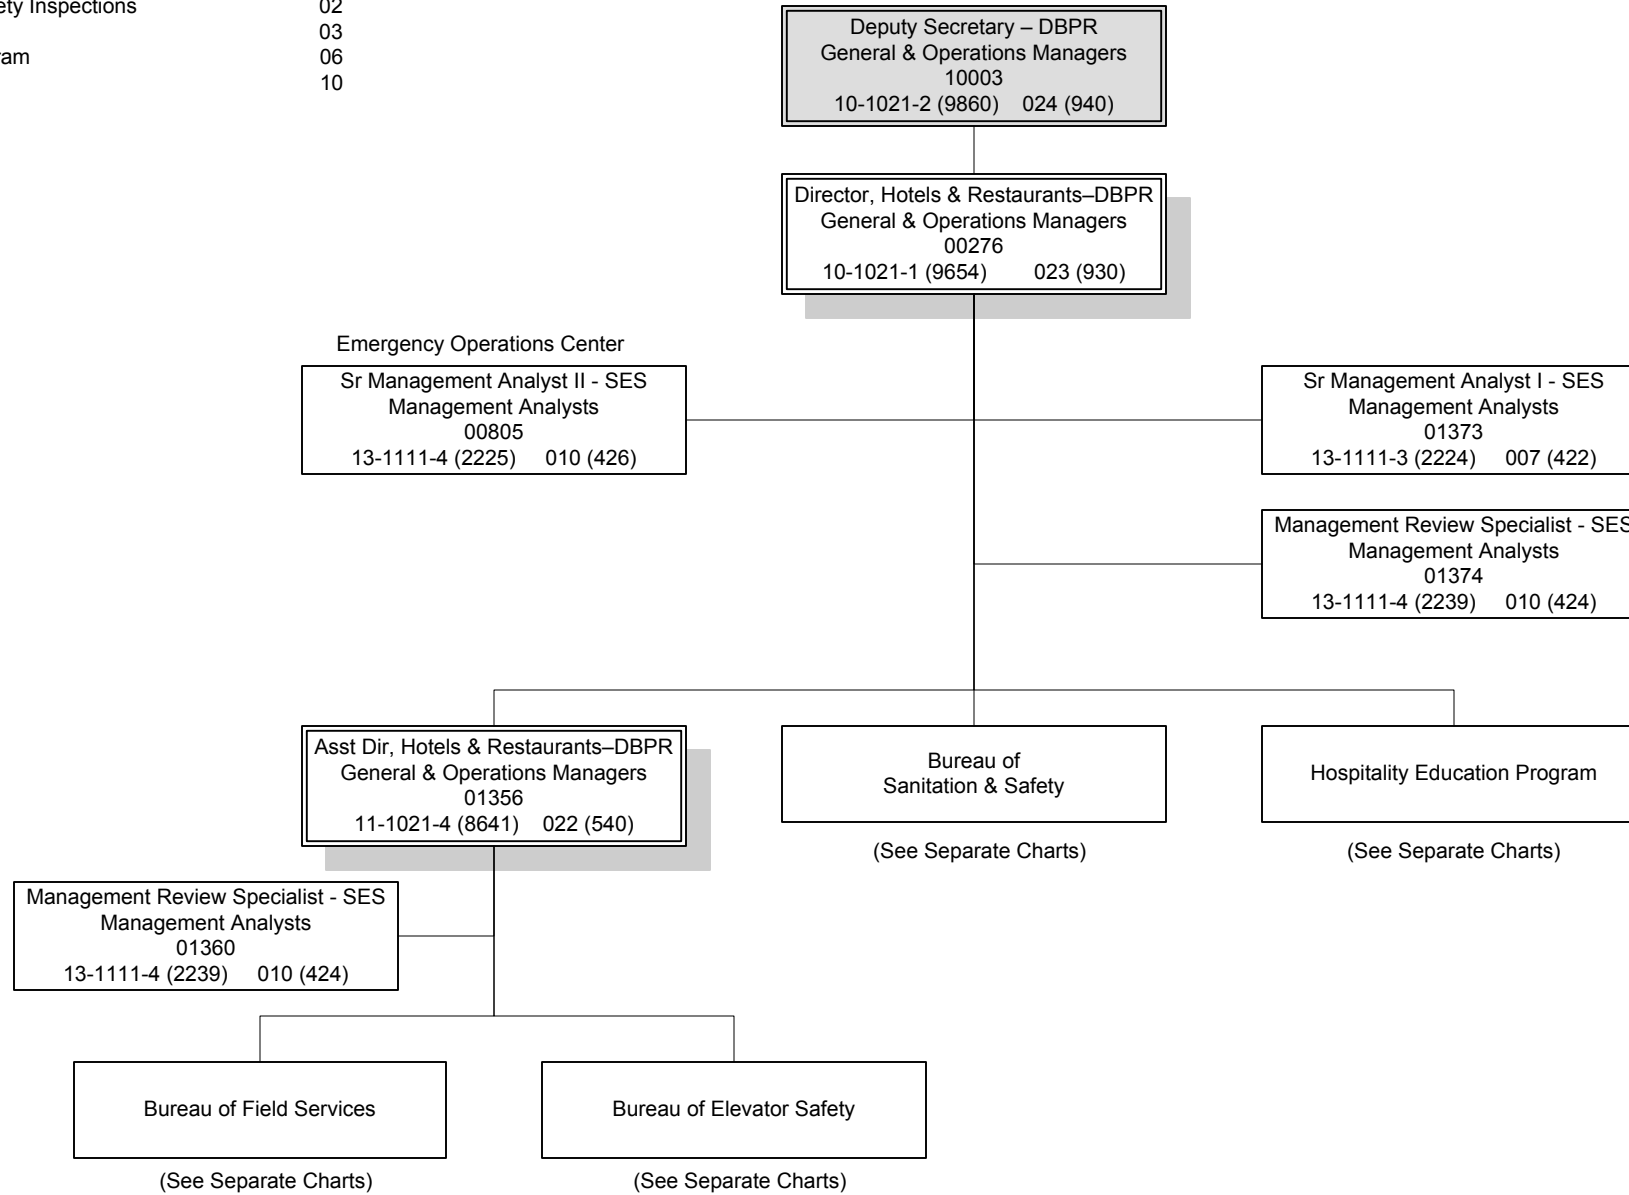 ety Inspections 02
03
ram 06
10
Deputy Secretary – DBPR
General & Operations Managers
10003
10-1021-2 (9860) 024 (940)
Director, Hotels & Restaurants–DBPR
General & Operations Managers
00276
10-1021-1 (9654) 023 (930)
Emergency Operations Center
Sr Management Analyst II - SES
Management Analysts
00805
13-1111-4 (2225) 010 (426)
Sr Management Analyst I - SES
Management Analysts
01373
13-1111-3 (2224) 007 (422)
Management Review Specialist - SES
Management Analysts
01374
13-1111-4 (2239) 010 (424)
Asst Dir, Hotels & Restaurants–DBPR
General & Operations Managers
01356
11-1021-4 (8641) 022 (540)
Bureau of
Sanitation & Safety
(See Separate Charts)
Hospitality Education Program
(See Separate Charts)
Management Review Specialist - SES
Management Analysts
01360
13-1111-4 (2239) 010 (424)
Bureau of Field Services
(See Separate Charts)
Bureau of Elevator Safety
(See Separate Charts)